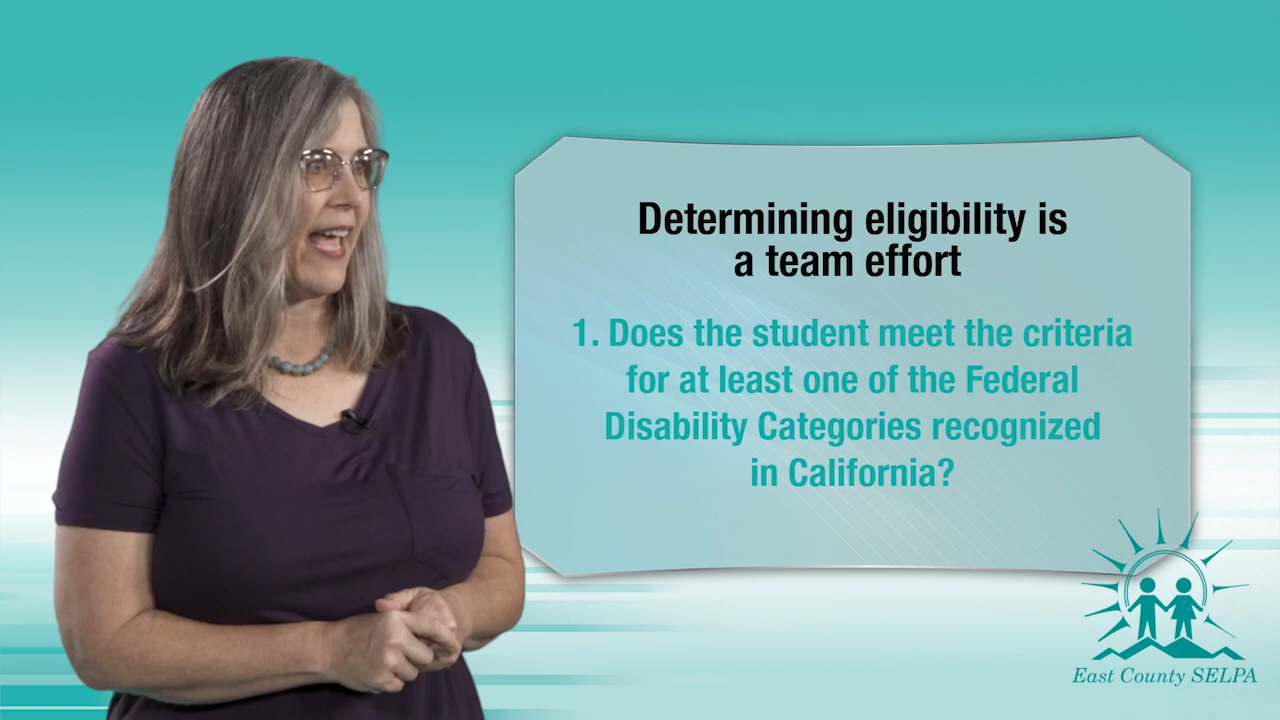 Determining eligibility is
a team effort
1. Does the student meet the criteria
for at least one of the Federal
Disability Categories recognized
in California?
East County SELPA